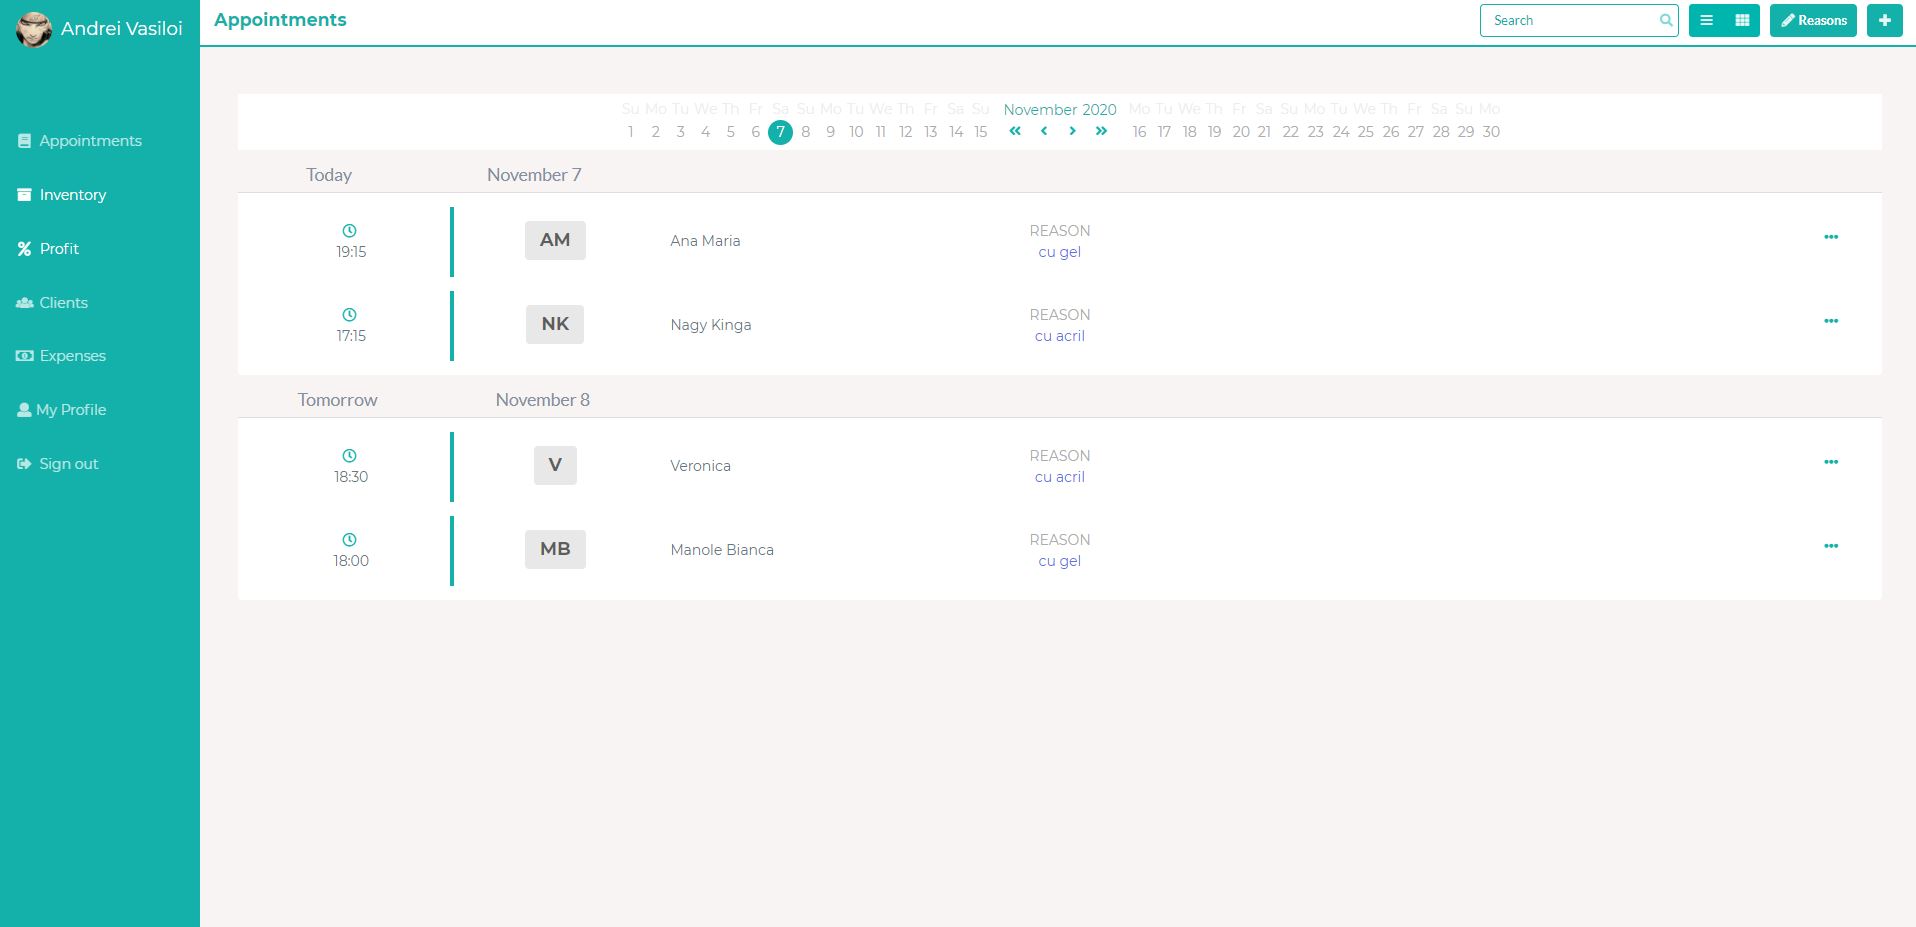 Andrei Vasiloi
Appointments
Inventory
Profit
Clients
Expenses
My Profile
Sign out
Appointments
Search
Reasons
Su Mo Tu We Th Fr Sa Su Mo Tu We Th Fr Sa Su November 2020 Mo Tu We Th Fr Sa Su Mo Tu We Th Fr Sa Su Mo
1 2 3 4 5 6 7 8 9 10 11 12 13 14 15 16 17 18 19 20 21 22 23 24 25 26 27 28 29 30
Today November 7
19:15 AM Ana Maria REASON
cu gel
17:15 NK Nagy Kinga REASON
cu acril
Tomorrow November 8
18:30 V Veronica REASON
cu acril
18:00 MB Manole Bianca REASON
cu gel